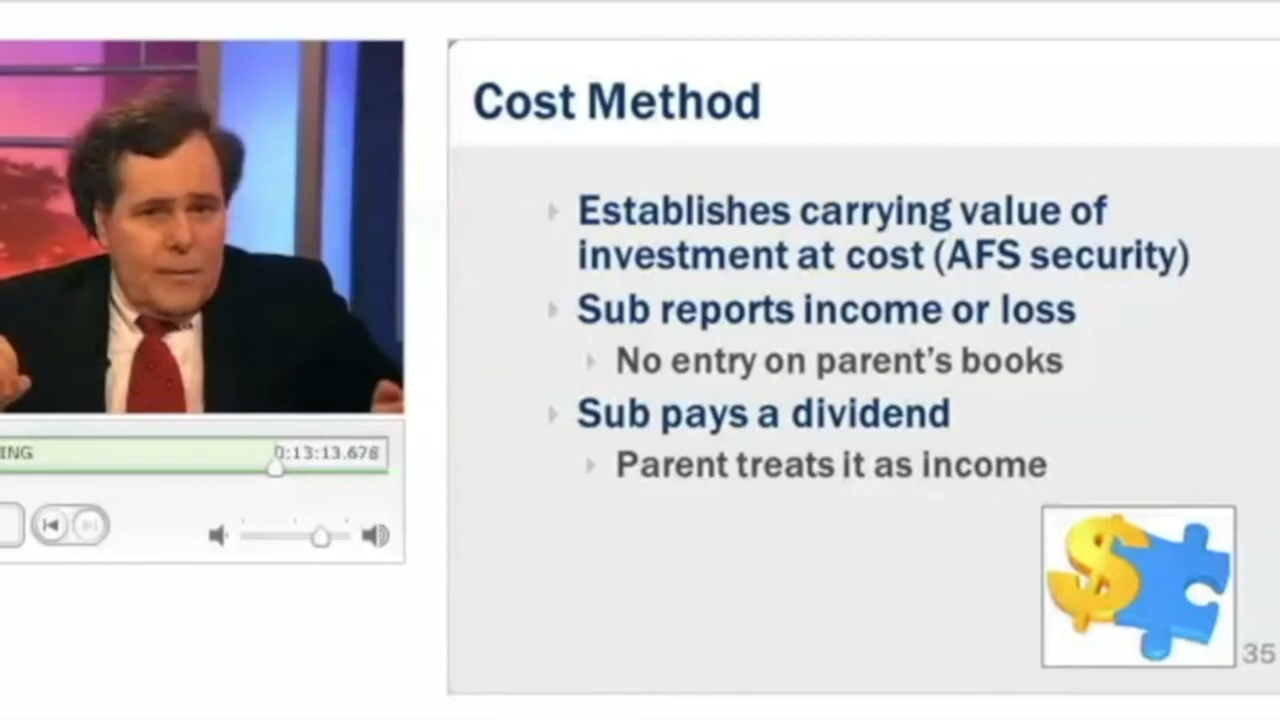 Cost Method
Establishes carrying value of
investment at cost (AFS security)
Sub reports income or loss
No entry on parent's books
Sub pays a dividend
Parent treats it as income
ING
0:13:13.678
35